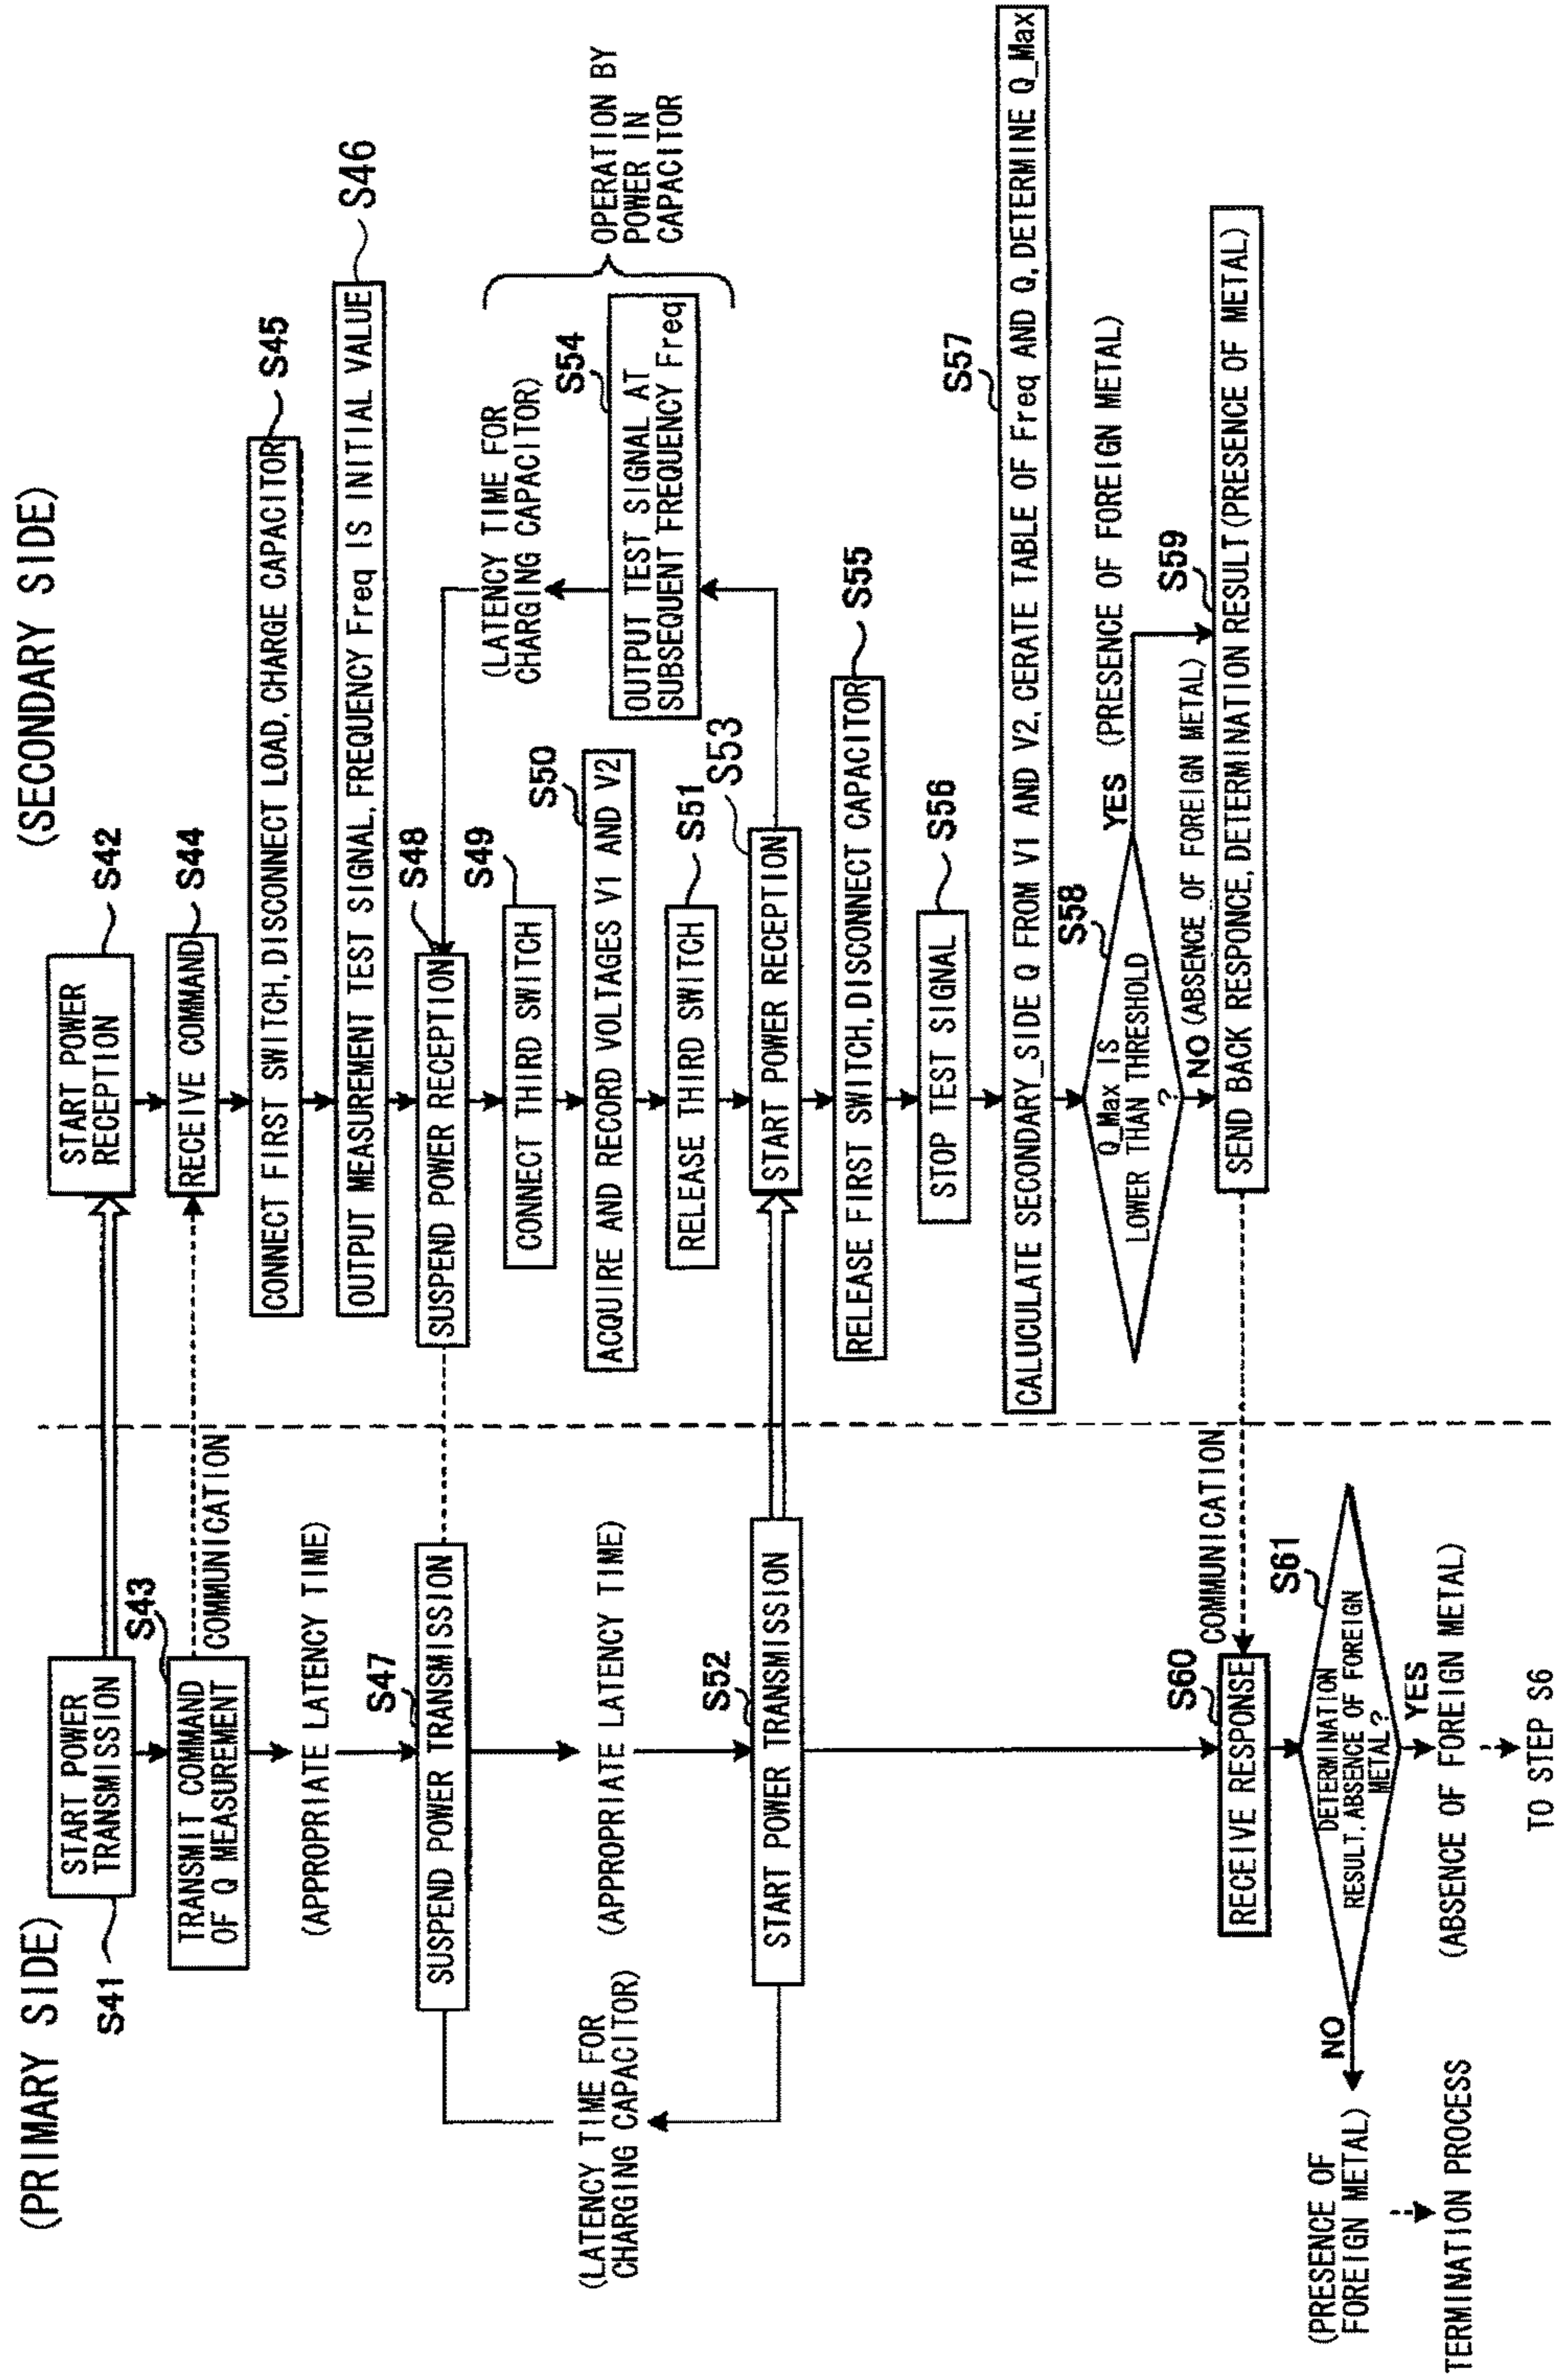 (PRIMARY SIDE)
(SECONDARY SIDE)
S41
START POWER
TRANSMISSION
START POWER
RECEPTION
S42
S43
TRANSMIT COMMAND
OF Q MEASUREMENT
COMMUNICATION
RECEIVE COMMAND
S44
(APPROPRIATE LATENCY TIME)
CONNECT FIRST SWITCH, DISCONNECT LOAD, CHARGE CAPACITOR
S45
OUTPUT MEASUREMENT TEST SIGNAL, FREQUENCY Freq IS INITIAL VALUE
S46
S47
SUSPEND POWER TRANSMISSION
SUSPEND POWER RECEPTION
S48
S49
CONNECT THIRD SWITCH
(LATENCY TIME FOR
CHARGING CAPACITOR)
OPERATION BY
POWER IN
CAPACITOR
(LATENCY TIME FOR
CHARGING CAPACITOR)
(APPROPRIATE LATENCY TIME)
S50
ACQUIRE AND RECORD VOLTAGES V1 AND V2
S54
OUTPUT TEST SIGNAL AT
SUBSEQUENT FREQUENCY Freq
RELEASE THIRD SWITCH
S51
S52
START POWER TRANSMISSION
START POWER RECEPTION
S53
RELEASE FIRST SWITCH, DISCONNECT CAPACITOR
S55
STOP TEST SIGNAL
S56
CALUCULATE SECONDARY_SIDE Q FROM V1 AND V2, CERATE TABLE OF Freq AND Q, DETERMINE Q_Max
S57
S58
Q_Max IS
LOWER THAN THRESHOLD
?
YES (PRESENCE OF FOREIGN METAL)
NO (ABSENCE OF FOREIGN METAL)
S59
SEND BACK RESPONCE, DETERMINATION RESULT (PRESENCE OF METAL)
COMMUNICATION
S60
RECEIVE RESPONSE
S61
DETERMINATION
RESULT, ABSENCE OF FOREIGN
METAL?
NO
(PRESENCE OF
FOREIGN METAL)
YES
(ABSENCE OF FOREIGN METAL)
TERMINATION PROCESS
TO STEP S6